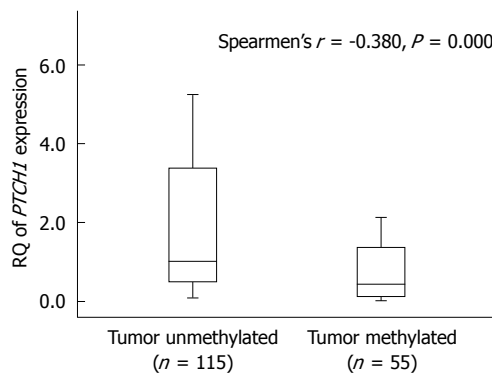 Spearmen's r = -0.380, P = 0.000
RQ of PTCH1 expression
6.0
4.0
2.0
0.0
Tumor unmethylated
(n = 115)
Tumor methylated
(n = 55)